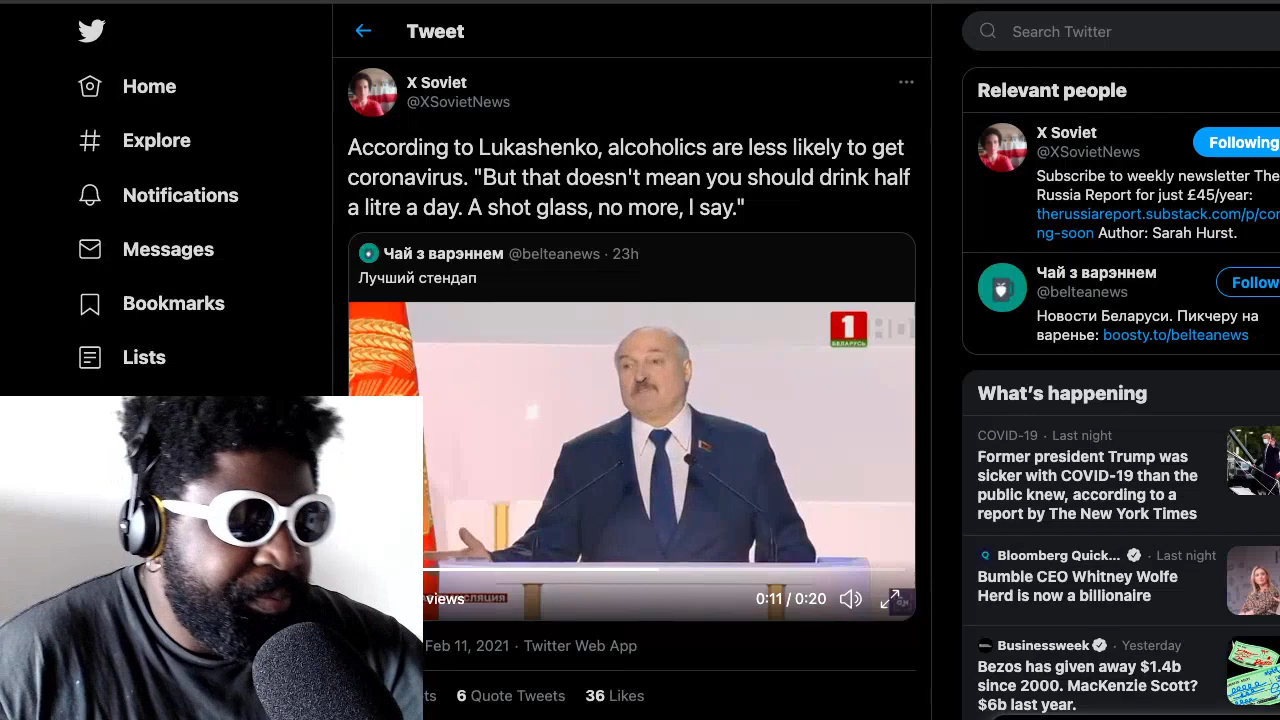 Home
Explore
Notifications
Messages
Bookmarks
Lists
Tweet
X Soviet
@XSovietNews
According to Lukashenko, alcoholics are less likely to get
coronavirus. "But that doesn't mean you should drink half
a litre a day. A shot glass, no more, I say."
Чай з варэннем @belteanews · 23h
Лучший стендап
1
БЕЛАРУСЬ
views
0:11 / 0:20
Feb 11, 2021 · Twitter Web App
6 Quote Tweets 36 Likes
Search Twitter
Relevant people
X Soviet
@XSovietNews
Following
Subscribe to weekly newsletter The
Russia Report for just £45/year:
therussiareport.substack.com/p/co
ng-soon Author: Sarah Hurst.
Чай з варэннем
@belteanews
Follow
Новости Беларуси. Пикчеру на
варенье: boosty.to/belteanews
What's happening
COVID-19 · Last night
Former president Trump was
sicker with COVID-19 than the
public knew, according to a
report by The New York Times
Bloomberg Quick... · Last night
Bumble CEO Whitney Wolfe
Herd is now a billionaire
Businessweek · Yesterday
Bezos has given away $1.4b
since 2000. MacKenzie Scott?
$6b last year.